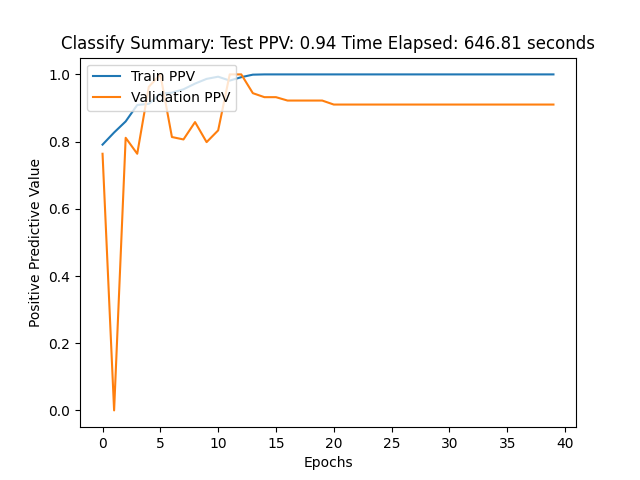 Classify Summary: Test PPV: 0.94 Time Elapsed: 646.81 seconds
Train PPV
Validation PPV
1.0
0.8
0.6
0.4
0.2
0.0
Positive Predictive Value
0 5 10 15 20 25 30 35 40
Epochs